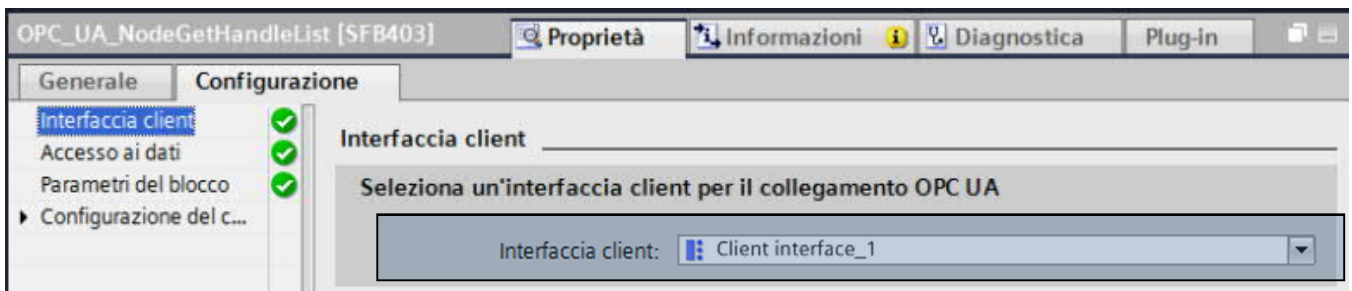 OPC_UA_NodeGetHandleList [SFB403] Proprietà Informazioni Diagnostica Plug-in
Generale Configurazione
Interfaccia client
Accesso ai dati
Parametri del blocco
Configurazione del c...
Interfaccia client
Seleziona un'interfaccia client per il collegamento OPC UA
Interfaccia client: Client interface_1